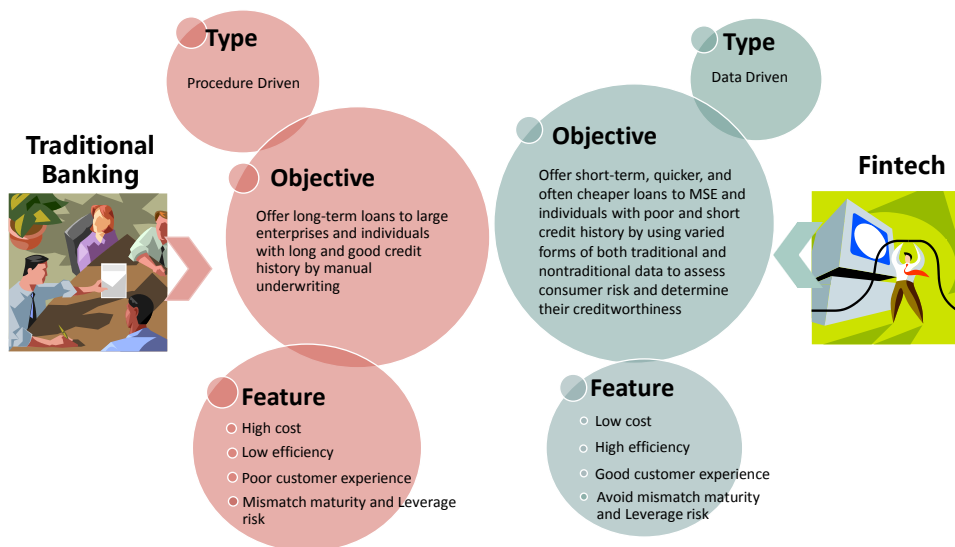 Traditional
Banking
Type
Procedure Driven
Objective
Offer long-term loans to large
enterprises and individuals
with long and good credit
history by manual
underwriting
Feature
High cost
Low efficiency
Poor customer experience
Mismatch maturity and Leverage
risk
Type
Data Driven
Objective
Offer short-term, quicker, and
often cheaper loans to MSE and
individuals with poor and short
credit history by using varied
forms of both traditional and
nontraditional data to assess
consumer risk and determine
their creditworthiness
Feature
Low cost
High efficiency
Good customer experience
Avoid mismatch maturity
and Leverage risk
Fintech